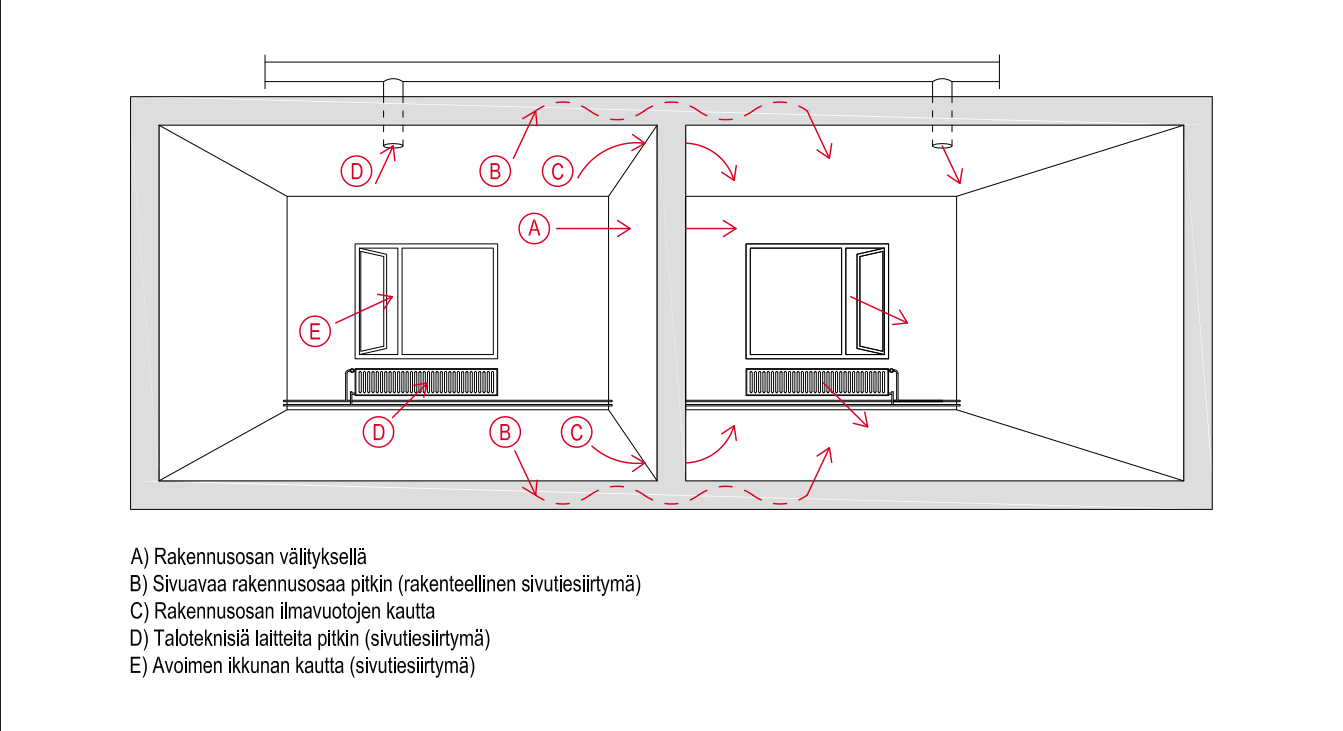 D
B
C
A
E
D
B
C
A) Rakennusosan välityksellä
B) Sivuavaa rakennusosaa pitkin (rakenteellinen sivutiesiirtymä)
C) Rakennusosan ilmavuotojen kautta
D) Taloteknisiä laitteita pitkin (sivutiesiirtymä)
E) Avoimen ikkunan kautta (sivutiesiirtymä)